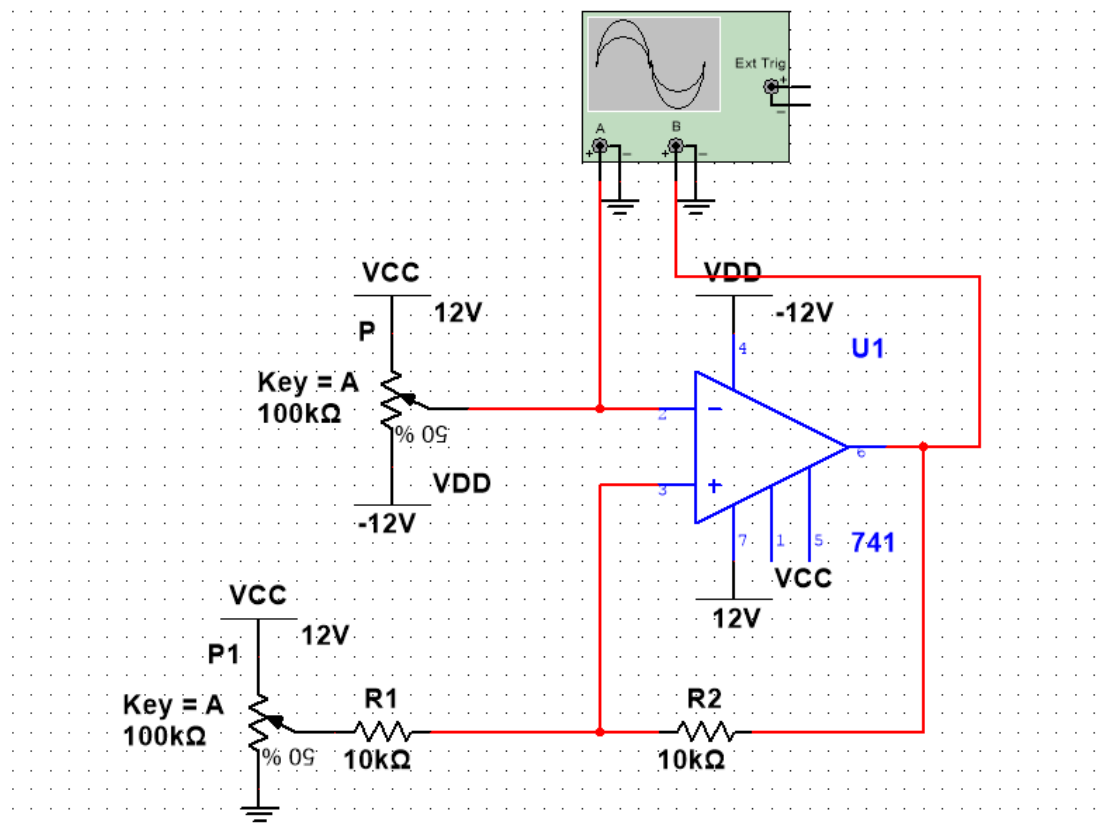 Ext Trig
+
–
A
B
+
–
+
–
VCC
12V
P
Key = A
100kΩ
50 %
VDD
-12V
VDD
-12V
U1
4
2
–
3
+
6
7
1
5
741
VCC
12V
VCC
12V
P1
Key = A
100kΩ
50 %
R1
10kΩ
R2
10kΩ